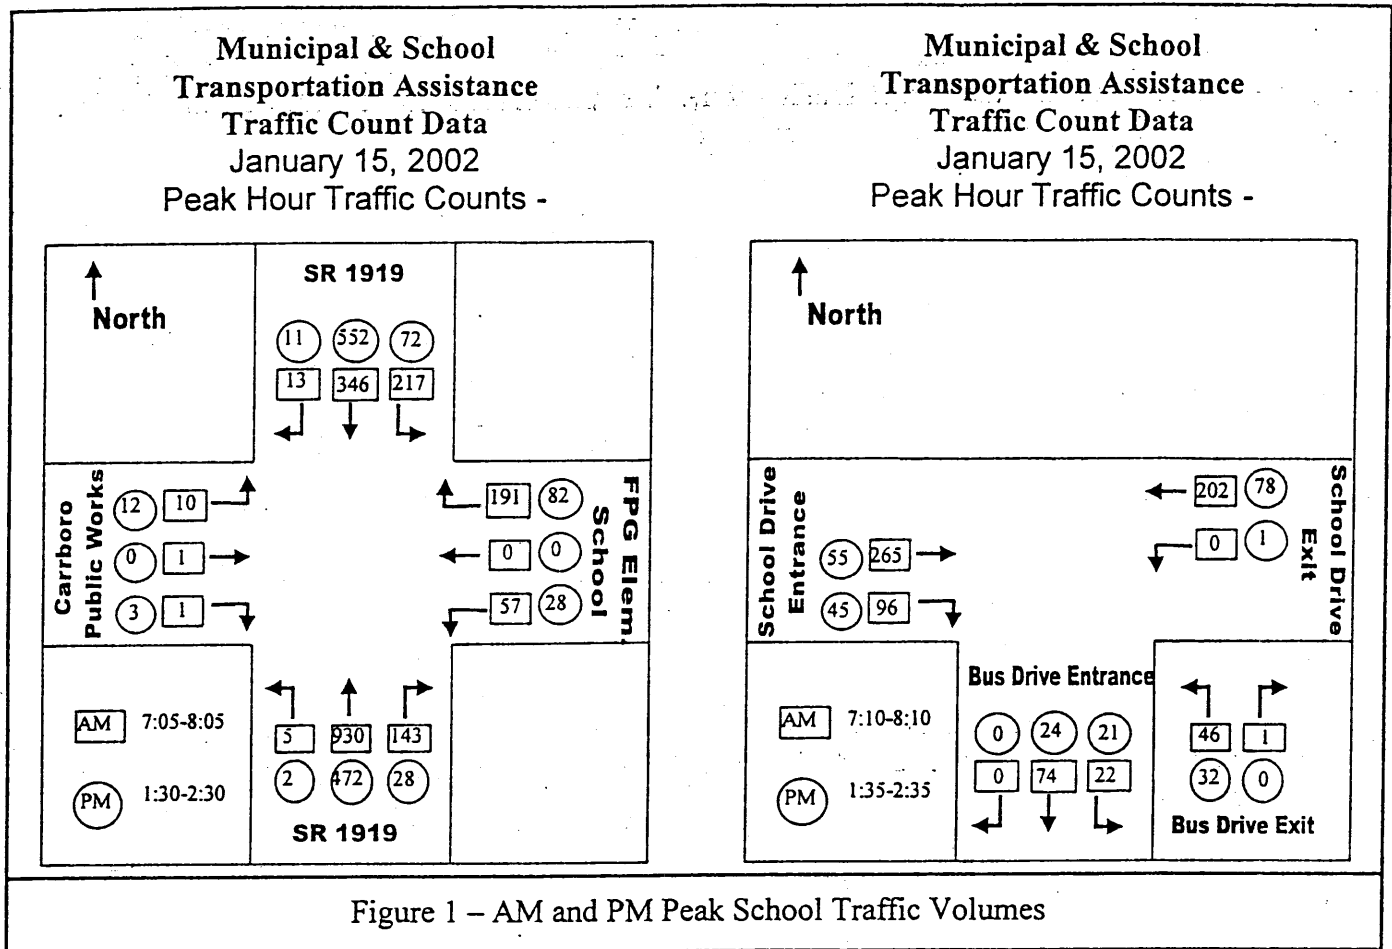 Municipal & School
Transportation Assistance
Traffic Count Data
January 15, 2002
Peak Hour Traffic Counts -
North
SR 1919
11 552 72
13 346 217
Carrboro
Public Works
12 10
0 1
3 1
191 82
0 0
57 28
FPG Elem.
School
AM 7:05-8:05
PM 1:30-2:30
5 930 143
2 472 28
SR 1919
Municipal & School
Transportation Assistance
Traffic Count Data
January 15, 2002
Peak Hour Traffic Counts -
North
School Drive
Entrance
55 265
45 96
202 78
0 1
School Drive
Exit
AM 7:10-8:10
PM 1:35-2:35
Bus Drive Entrance
0 24 21
0 74 22
46 1
32 0
Bus Drive Exit
Figure 1 – AM and PM Peak School Traffic Volumes